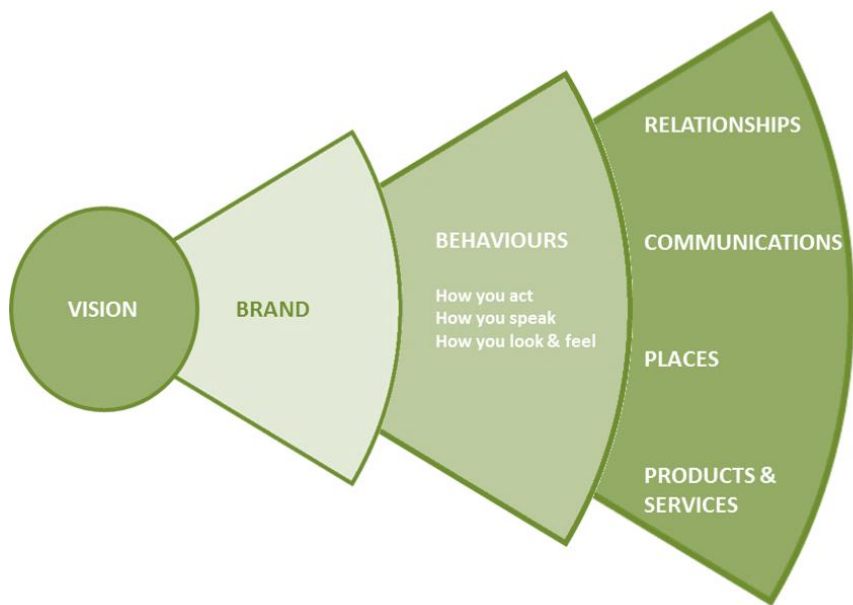 VISION
BRAND
BEHAVIOURS
How you act
How you speak
How you look & feel
RELATIONSHIPS
COMMUNICATIONS
PLACES
PRODUCTS &
SERVICES